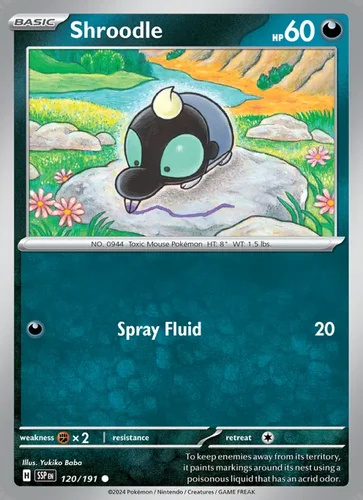 BASIC
Shroodle
HP 60
NO. 0944 Toxic Mouse Pokémon HT: 8" WT: 1.5 lbs.
Spray Fluid 20
weakness × 2 resistance retreat
Illus. Yukiko Baba
H SSP EN 120/191
To keep enemies away from its territory,
it paints markings around its nest using a
poisonous liquid that has an acrid odor.
©2024 Pokémon / Nintendo / Creatures / GAME FREAK